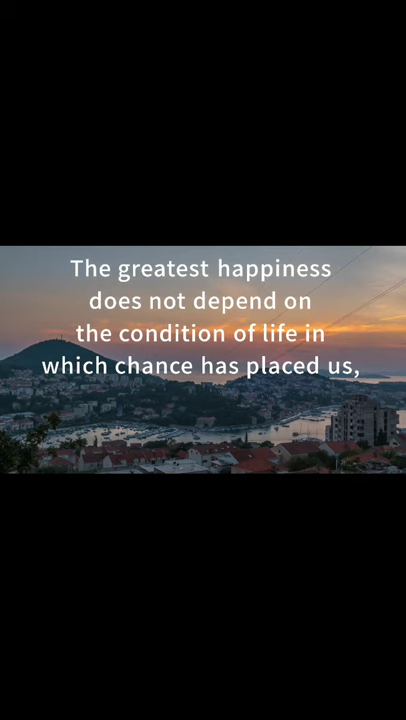 The greatest happiness
does not depend on
the condition of life in
which chance has placed us,